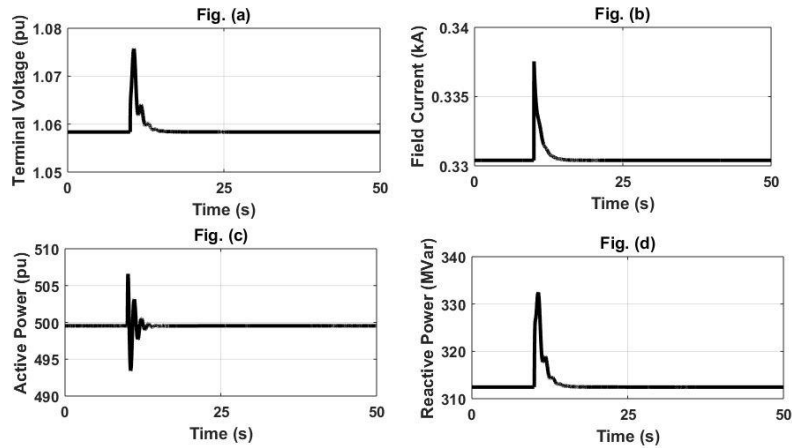 Fig. (a)
Terminal Voltage (pu)
1.08
1.07
1.06
1.05
0
25
50
Time (s)
Fig. (b)
Field Current (kA)
0.34
0.335
0.33
0
25
50
Time (s)
Fig. (c)
Active Power (pu)
510
505
500
495
490
0
25
50
Time (s)
Fig. (d)
Reactive Power (MVar)
340
330
320
310
0
25
50
Time (s)